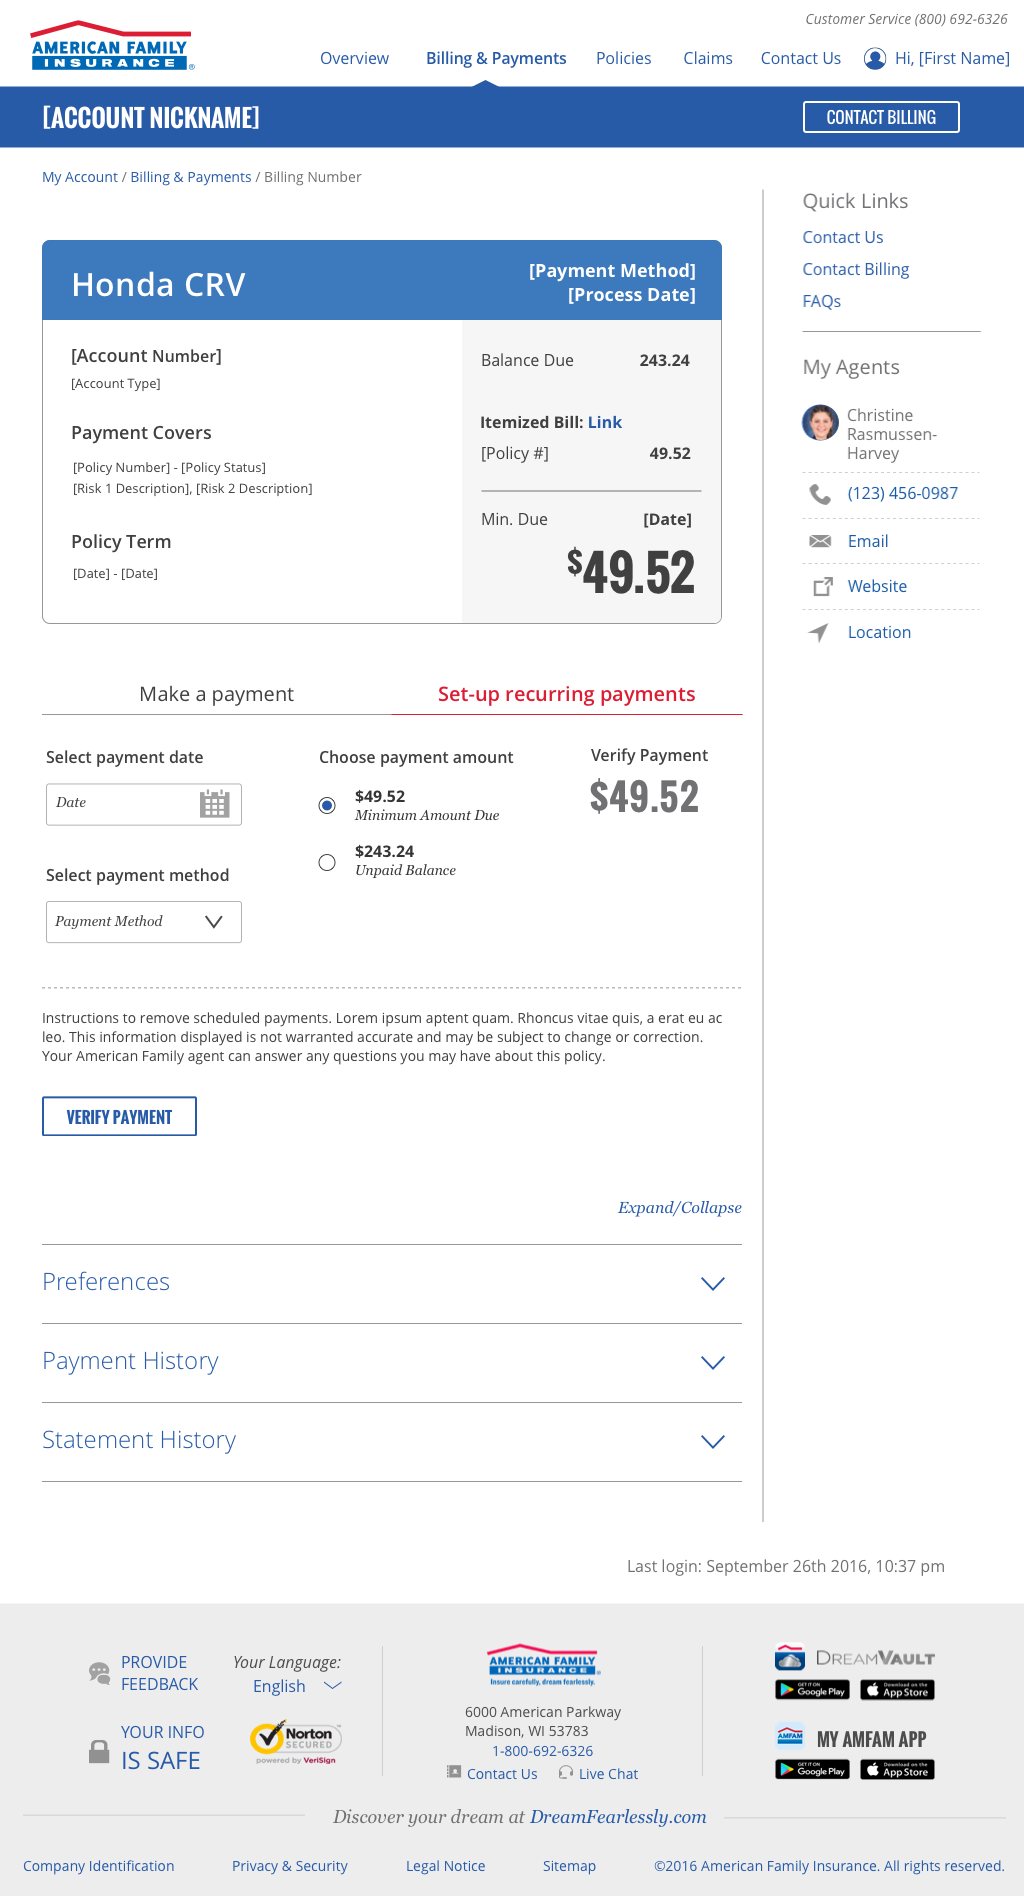 Customer Service (800) 692-6326
AMERICAN FAMILY
INSURANCE ®
Overview Billing & Payments Policies Claims Contact Us Hi, [First Name]
[ACCOUNT NICKNAME]
CONTACT BILLING
My Account / Billing & Payments / Billing Number
Honda CRV
[Payment Method]
[Process Date]
[Account Number]
[Account Type]
Payment Covers
[Policy Number] - [Policy Status]
[Risk 1 Description], [Risk 2 Description]
Policy Term
[Date] - [Date]
Balance Due 243.24
Itemized Bill: Link
[Policy #] 49.52
Min. Due [Date]
$49.52
Quick Links
Contact Us
Contact Billing
FAQs
My Agents
Christine
Rasmussen-
Harvey
(123) 456-0987
Email
Website
Location
Make a payment
Set-up recurring payments
Select payment date
Date
Select payment method
Payment Method
Choose payment amount
$49.52
Minimum Amount Due
$243.24
Unpaid Balance
Verify Payment
$49.52
Instructions to remove scheduled payments. Lorem ipsum aptent quam. Rhoncus vitae quis, a erat eu ac
leo. This information displayed is not warranted accurate and may be subject to change or correction.
Your American Family agent can answer any questions you may have about this policy.
VERIFY PAYMENT
Expand/Collapse
Preferences
Payment History
Statement History
Last login: September 26th 2016, 10:37 pm
PROVIDE
FEEDBACK
Your Language:
English
YOUR INFO
IS SAFE
Norton
SECURED
powered by VeriSign
AMERICAN FAMILY
INSURANCE ®
Insure carefully, dream fearlessly.
6000 American Parkway
Madison, WI 53783
1-800-692-6326
Contact Us Live Chat
DREAMVAULT
GET IT ON
Google Play
Download on the
App Store
AMFAM
MY AMFAM APP
GET IT ON
Google Play
Download on the
App Store
Discover your dream at DreamFearlessly.com
Company Identification Privacy & Security Legal Notice Sitemap ©2016 American Family Insurance. All rights reserved.